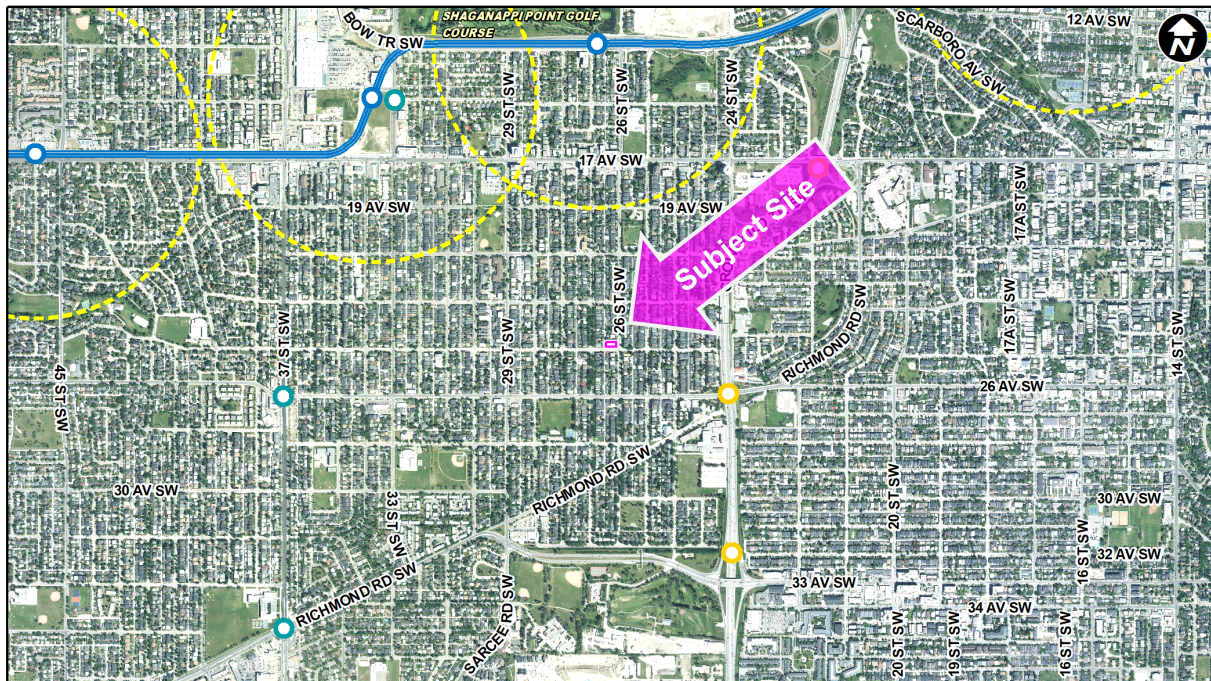 SHAGANAPPI POINT GOLF
COURSE
BOW TR SW
SCARBORO AV SW
12 AV SW
N
29 ST SW
26 ST SW
24 ST SW
17 AV SW
19 AV SW
19 AV SW
17A ST SW
Subject Site
26 ST SW
37 ST SW
29 ST SW
RICHMOND RD SW
17A ST SW
14 ST SW
45 ST SW
26 AV SW
30 AV SW
33 ST SW
RICHMOND RD SW
20 ST SW
30 AV SW
16 ST SW
32 AV SW
33 AV SW
RICHMOND RD SW
SARCEE RD SW
34 AV SW
20 ST SW
19 ST SW
16 ST SW